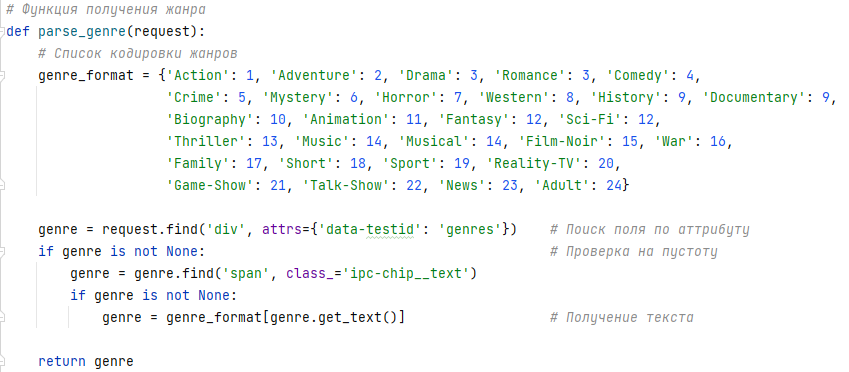 # Функция получения жанра
def parse_genre(request):
    # Список кодировки жанров
    genre_format = {'Action': 1, 'Adventure': 2, 'Drama': 3, 'Romance': 3, 'Comedy': 4,
                    'Crime': 5, 'Mystery': 6, 'Horror': 7, 'Western': 8, 'History': 9, 'Documentary': 9,
                    'Biography': 10, 'Animation': 11, 'Fantasy': 12, 'Sci-Fi': 12,
                    'Thriller': 13, 'Music': 14, 'Musical': 14, 'Film-Noir': 15, 'War': 16,
                    'Family': 17, 'Short': 18, 'Sport': 19, 'Reality-TV': 20,
                    'Game-Show': 21, 'Talk-Show': 22, 'News': 23, 'Adult': 24}
    genre = request.find('div', attrs={'data-testid': 'genres'})    # Поиск поля по аттрибуту
    if genre is not None:                                           # Проверка на пустоту
        genre = genre.find('span', class_='ipc-chip__text')
        if genre is not None:
            genre = genre_format[genre.get_text()]                  # Получение текста
    return genre